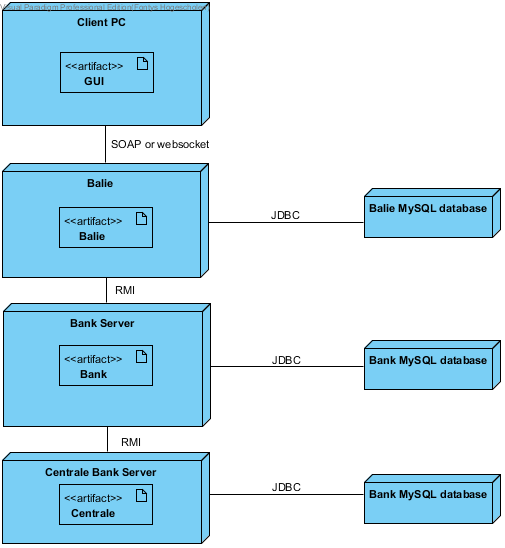 Visual Paradigm Professional Edition(Fontys Hogescholen)
Client PC
<<artifact>>
GUI
SOAP or websocket
Balie
<<artifact>>
Balie
JDBC
Balie MySQL database
RMI
Bank Server
<<artifact>>
Bank
JDBC
Bank MySQL database
RMI
Centrale Bank Server
<<artifact>>
Centrale
JDBC
Bank MySQL database